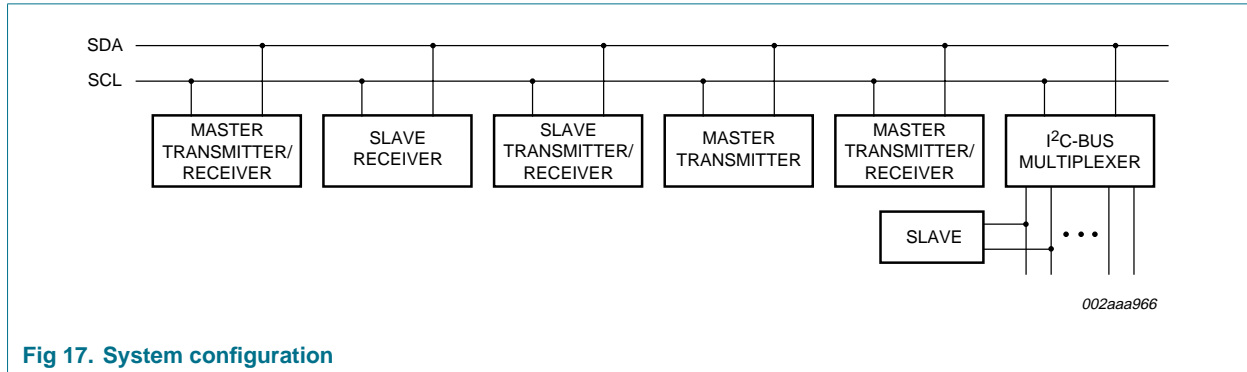 SDA
SCL
MASTER
TRANSMITTER/
RECEIVER
SLAVE
RECEIVER
SLAVE
TRANSMITTER/
RECEIVER
MASTER
TRANSMITTER
MASTER
TRANSMITTER/
RECEIVER
I²C-BUS
MULTIPLEXER
SLAVE
002aaa966
Fig 17. System configuration